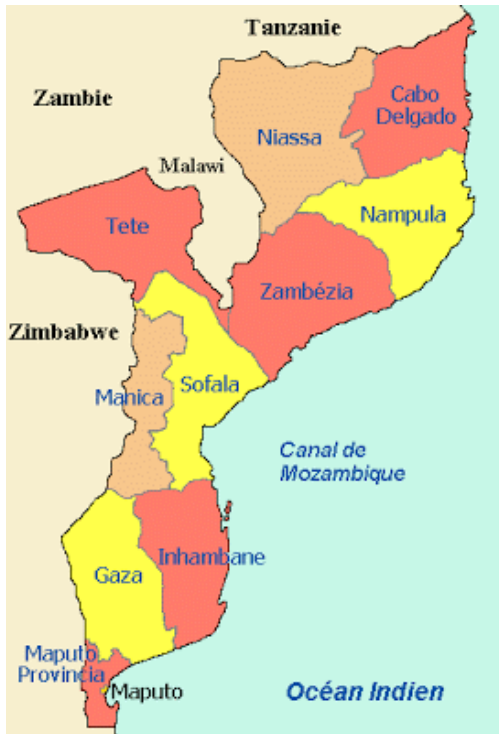 Tanzanie
Zambie
Cabo
Delgado
Niassa
Malawi
Nampula
Tete
Zambézia
Zimbabwe
Manica
Sofala
Canal de
Mozambique
Inhambane
Gaza
Maputo
Provincia
Maputo
Océan Indien